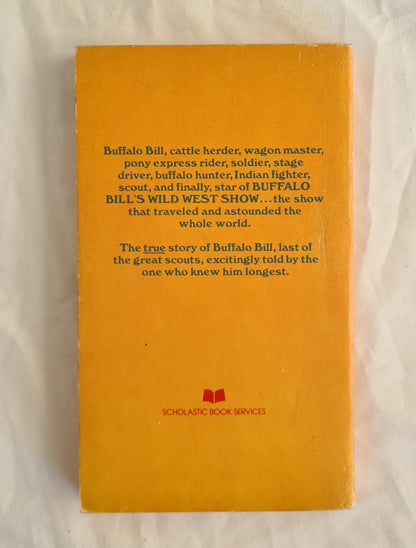 Buffalo Bill, cattle herder, wagon master,
pony express rider, soldier, stage
driver, buffalo hunter, Indian fighter,
scout, and finally, star of BUFFALO
BILL'S WILD WEST SHOW...the show
that traveled and astounded the
whole world.
The true story of Buffalo Bill, last of
the great scouts, excitingly told by the
one who knew him longest.
SCHOLASTIC BOOK SERVICES